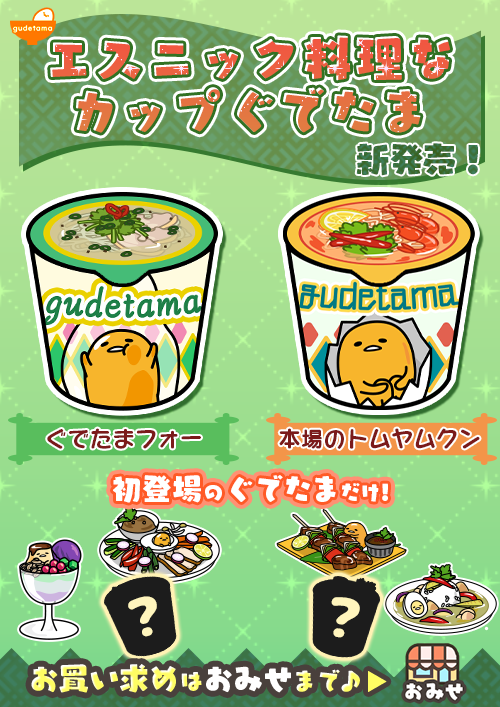 gudetama
エスニック料理な
カップぐでたま
新発売！
gudetama
gudetama
ぐでたまフォー
本場のトムヤムクン
初登場のぐでたまだけ!
?
?
お買い求めはおみせまで♪▶
おみせ